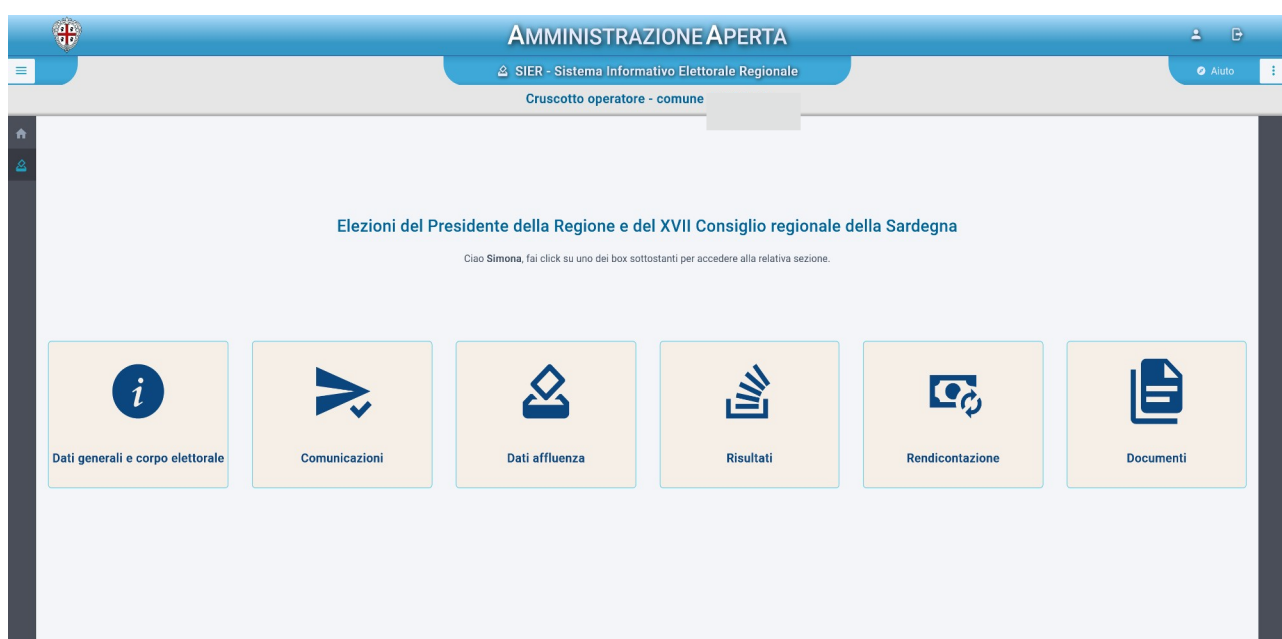 AMMINISTRAZIONE APERTA
SIER - Sistema Informativo Elettorale Regionale
Aiuto
Cruscotto operatore - comune
Elezioni del Presidente della Regione e del XVII Consiglio regionale della Sardegna
Ciao Simona, fai click su uno dei box sottostanti per accedere alla relativa sezione.
Dati generali e corpo elettorale
Comunicazioni
Dati affluenza
Risultati
Rendicontazione
Documenti